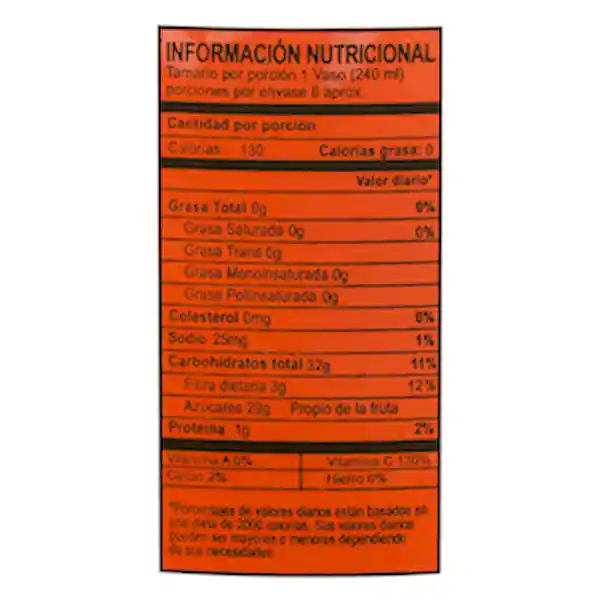 INFORMACIÓN NUTRICIONAL
Tamaño por porción 1 Vaso (240 ml)
porciones por envase 8 aprox.
Cantidad por porción
Calorías: 130 Calorías grasa: 0
Valor diario*
Grasa Total 0g 0%
Grasa Saturada 0g 0%
Grasa Trans 0g
Grasa Monoinsaturada 0g
Grasa Poliinsaturada 0g
Colesterol 0mg 0%
Sodio 25mg 1%
Carbohidratos total 32g 11%
Fibra dietaria 3g 12%
Azúcares Propio de la fruta
Proteína 1g 2%
Vitamina A 0% Vitamina C
Calcio 2% Hierro
*Porcentajes de valores diarios están basados en
una dieta de 2000 calorías. Sus valores diarios
pueden ser mayores o menores dependiendo
de sus necesidades.